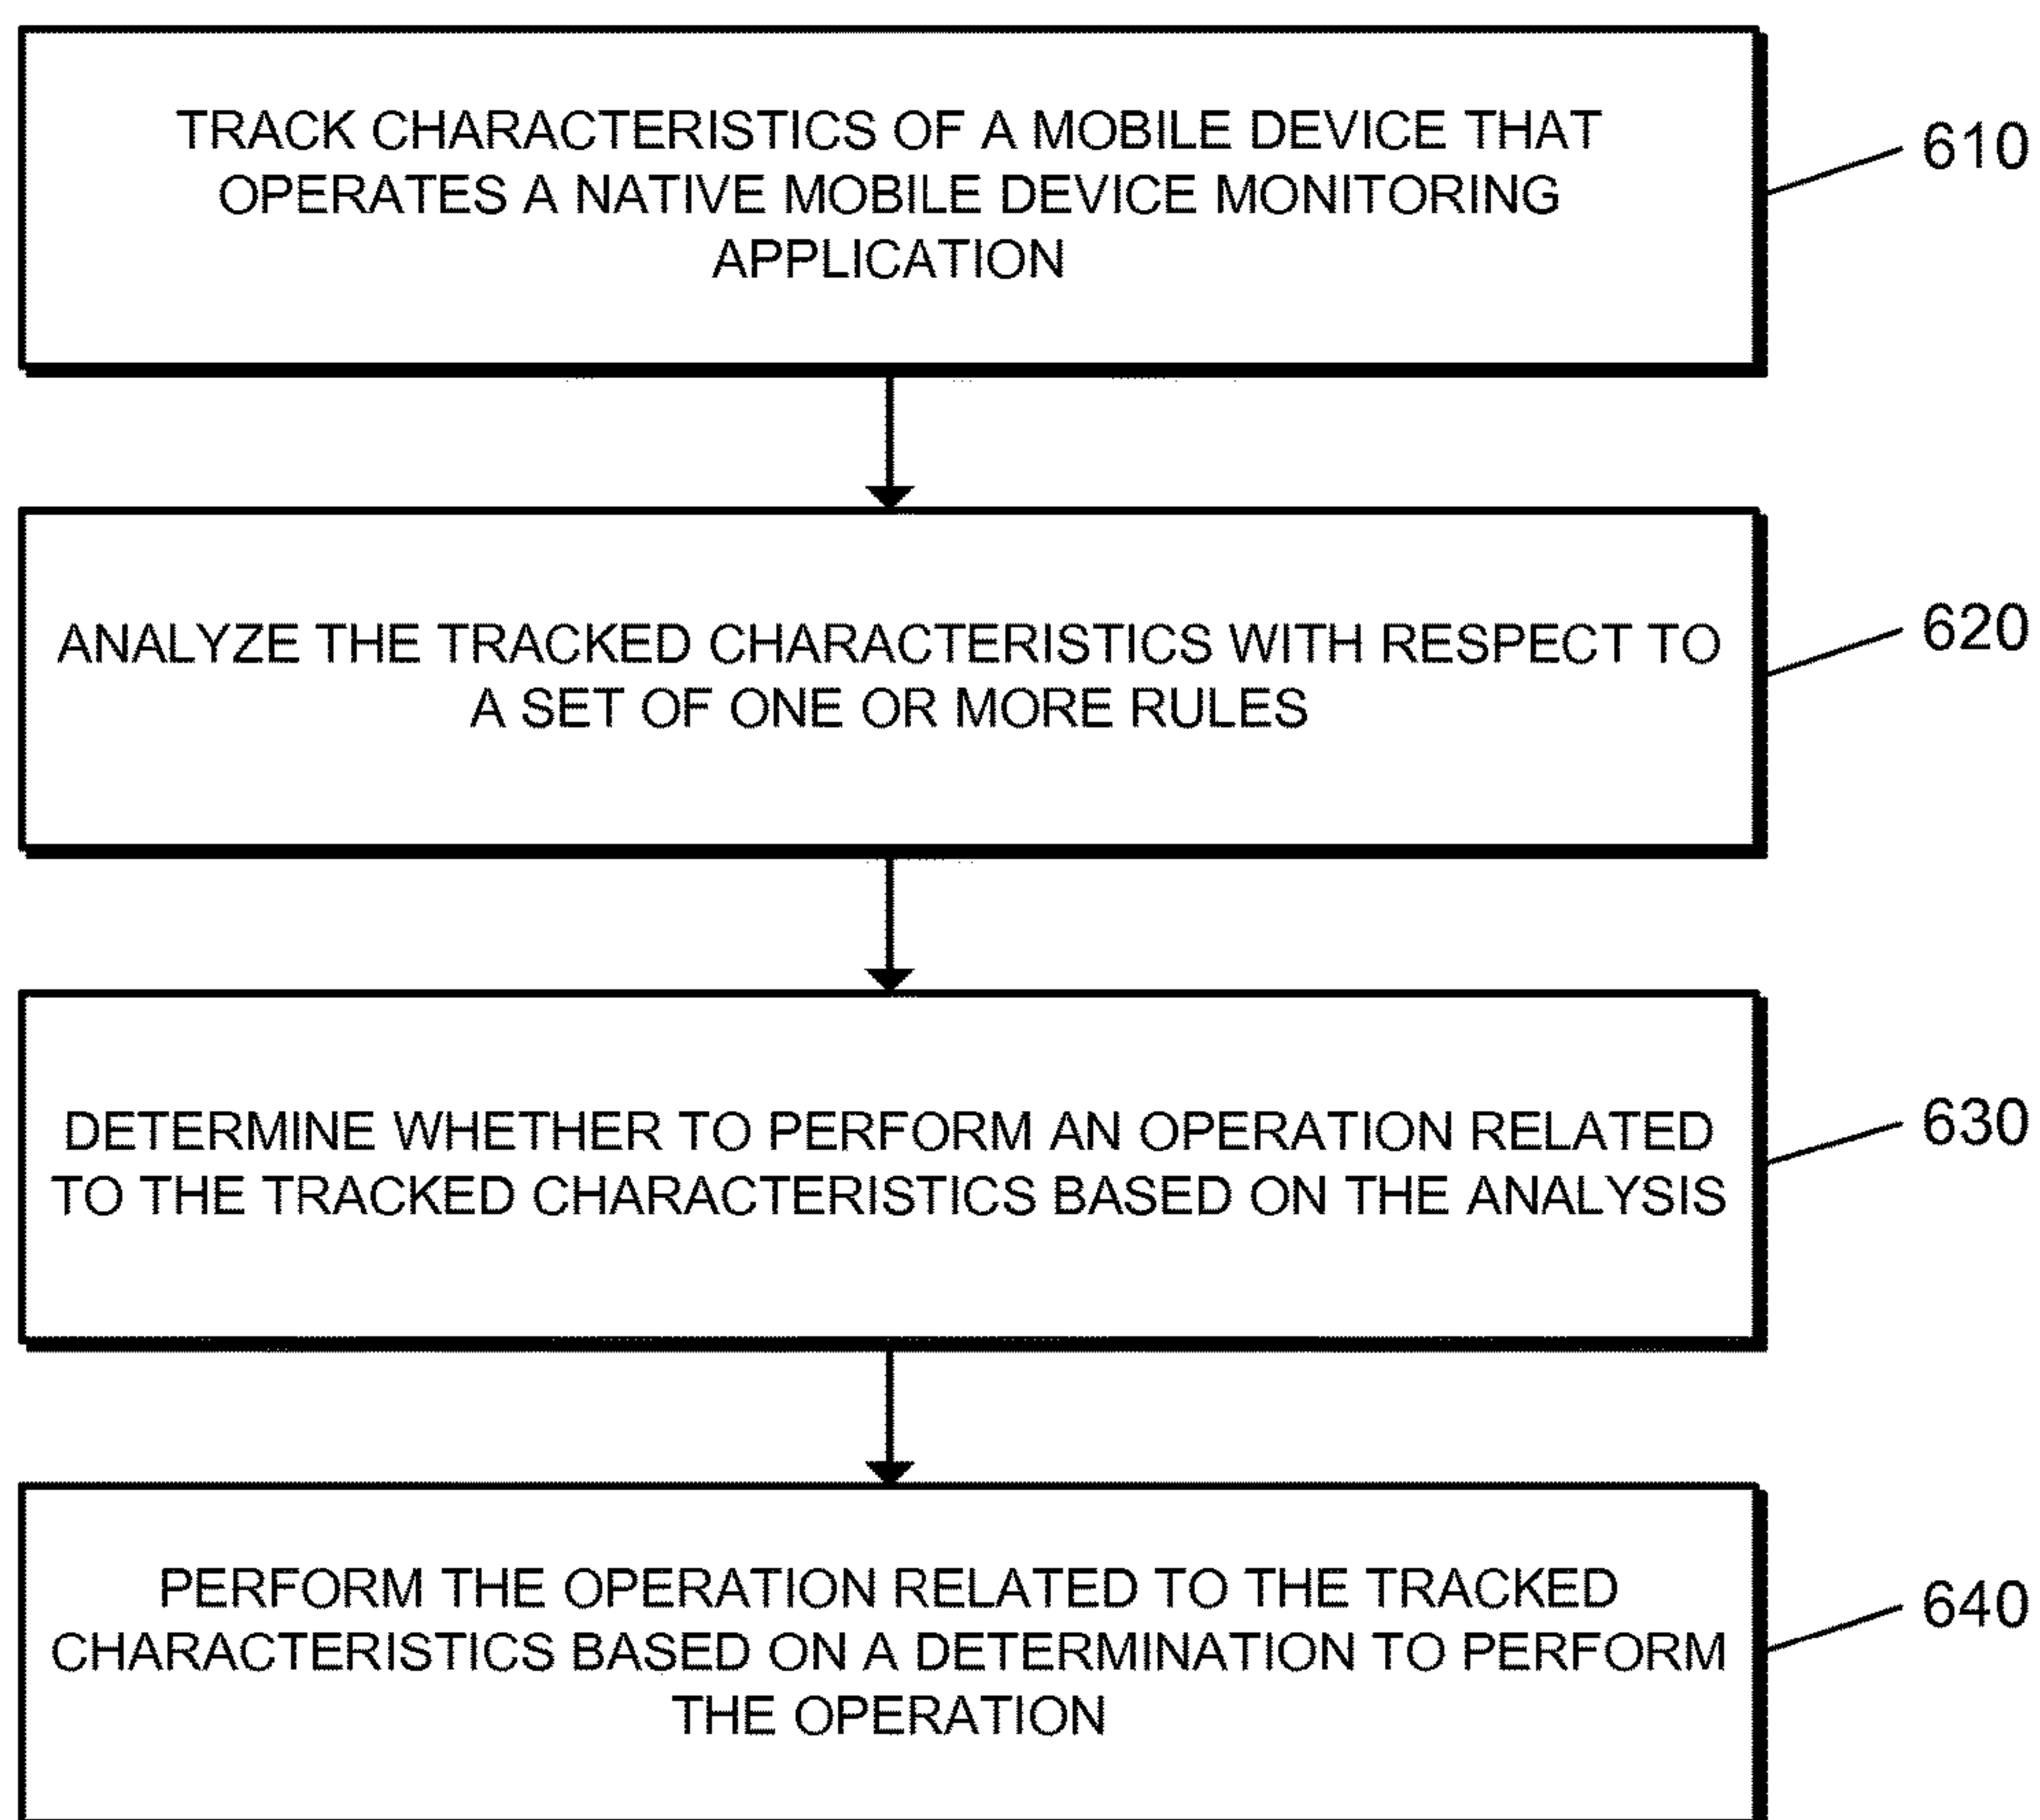 TRACK CHARACTERISTICS OF A MOBILE DEVICE THAT
OPERATES A NATIVE MOBILE DEVICE MONITORING
APPLICATION
610
ANALYZE THE TRACKED CHARACTERISTICS WITH RESPECT TO
A SET OF ONE OR MORE RULES
620
DETERMINE WHETHER TO PERFORM AN OPERATION RELATED
TO THE TRACKED CHARACTERISTICS BASED ON THE ANALYSIS
630
PERFORM THE OPERATION RELATED TO THE TRACKED
CHARACTERISTICS BASED ON A DETERMINATION TO PERFORM
THE OPERATION
640